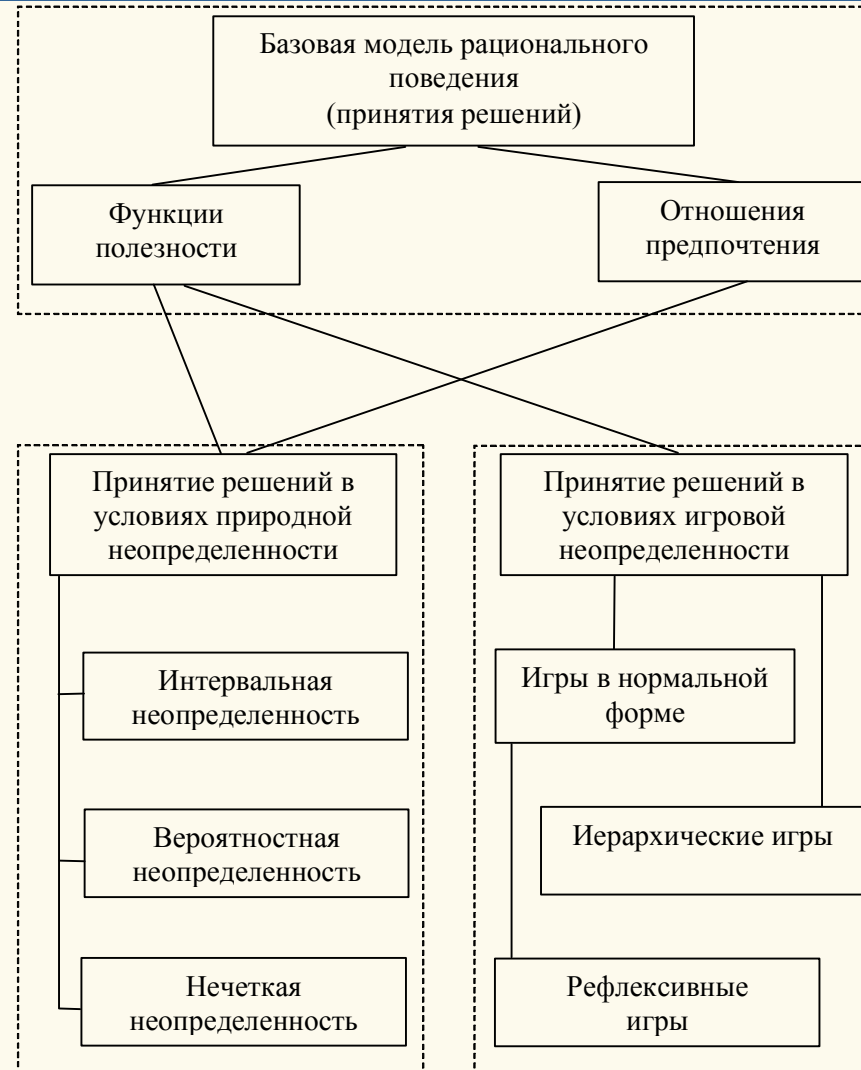 Базовая модель рационального
поведения
(принятия решений)
Функции
полезности
Отношения
предпочтения
Принятие решений в
условиях природной
неопределенности
Интервальная
неопределенность
Вероятностная
неопределенность
Нечеткая
неопределенность
Принятие решений в
условиях игровой
неопределенности
Игры в нормальной
форме
Иерархические игры
Рефлексивные
игры